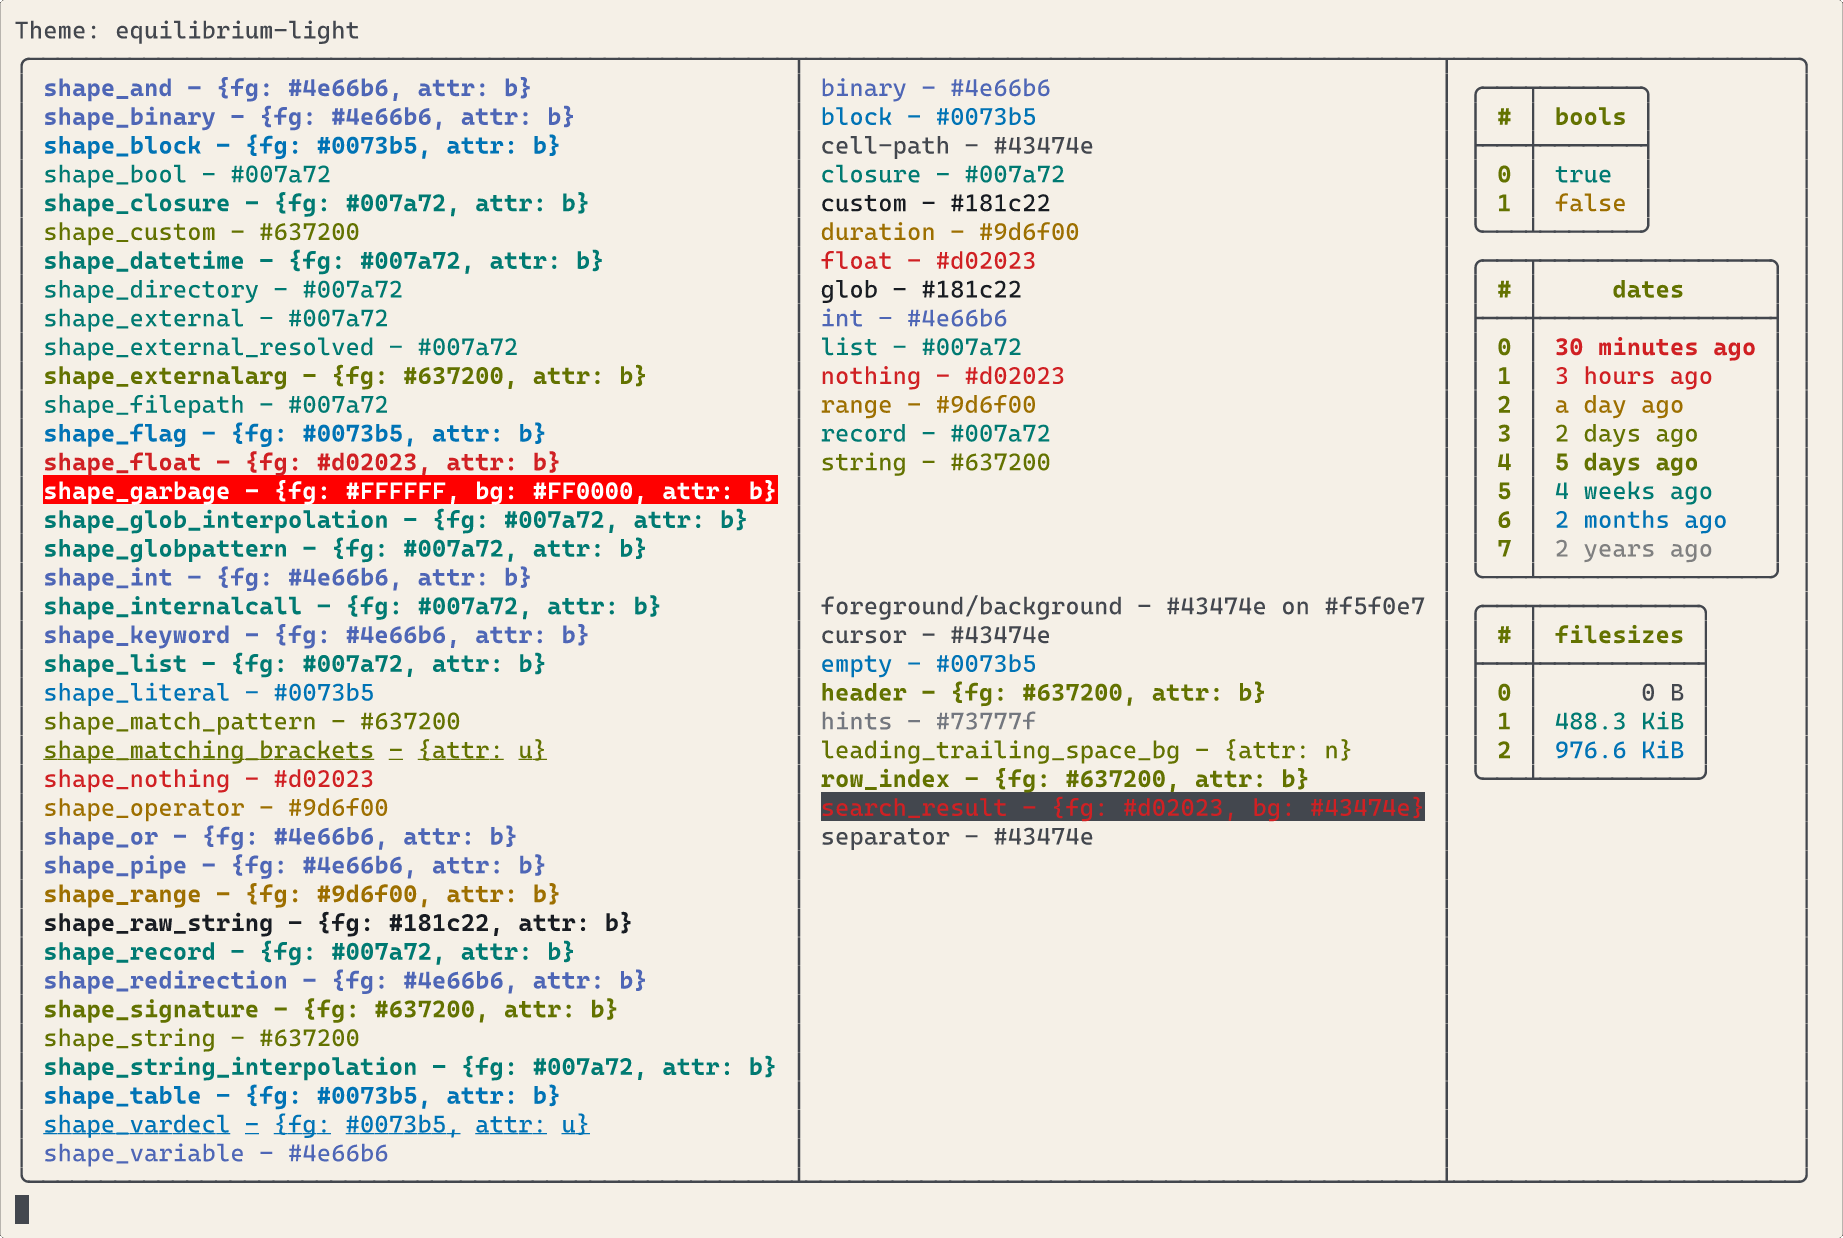 Theme: equilibrium-light
shape_and - {fg: #4e66b6, attr: b}
shape_binary - {fg: #4e66b6, attr: b}
shape_block - {fg: #0073b5, attr: b}
shape_bool - #007a72
shape_closure - {fg: #007a72, attr: b}
shape_custom - #637200
shape_datetime - {fg: #007a72, attr: b}
shape_directory - #007a72
shape_external - #007a72
shape_external_resolved - #007a72
shape_externalarg - {fg: #637200, attr: b}
shape_filepath - #007a72
shape_flag - {fg: #0073b5, attr: b}
shape_float - {fg: #d02023, attr: b}
shape_garbage - {fg: #FFFFFF, bg: #FF0000, attr: b}
shape_glob_interpolation - {fg: #007a72, attr: b}
shape_globpattern - {fg: #007a72, attr: b}
shape_int - {fg: #4e66b6, attr: b}
shape_internalcall - {fg: #007a72, attr: b}
shape_keyword - {fg: #4e66b6, attr: b}
shape_list - {fg: #007a72, attr: b}
shape_literal - #0073b5
shape_match_pattern - #637200
shape_matching_brackets - {attr: u}
shape_nothing - #d02023
shape_operator - #9d6f00
shape_or - {fg: #4e66b6, attr: b}
shape_pipe - {fg: #4e66b6, attr: b}
shape_range - {fg: #9d6f00, attr: b}
shape_raw_string - {fg: #181c22, attr: b}
shape_record - {fg: #007a72, attr: b}
shape_redirection - {fg: #4e66b6, attr: b}
shape_signature - {fg: #637200, attr: b}
shape_string - #637200
shape_string_interpolation - {fg: #007a72, attr: b}
shape_table - {fg: #0073b5, attr: b}
shape_vardecl - {fg: #0073b5, attr: u}
shape_variable - #4e66b6
binary - #4e66b6
block - #0073b5
cell-path - #43474e
closure - #007a72
custom - #181c22
duration - #9d6f00
float - #d02023
glob - #181c22
int - #4e66b6
list - #007a72
nothing - #d02023
range - #9d6f00
record - #007a72
string - #637200
foreground/background - #43474e on #f5f0e7
cursor - #43474e
empty - #0073b5
header - {fg: #637200, attr: b}
hints - #73777f
leading_trailing_space_bg - {attr: n}
row_index - {fg: #637200, attr: b}
search_result - {fg: #d02023, bg: #43474e}
separator - #43474e
# bools
0 true
1 false
# dates
0 30 minutes ago
1 3 hours ago
2 a day ago
3 2 days ago
4 5 days ago
5 4 weeks ago
6 2 months ago
7 2 years ago
# filesizes
0 0 B
1 488.3 KiB
2 976.6 KiB